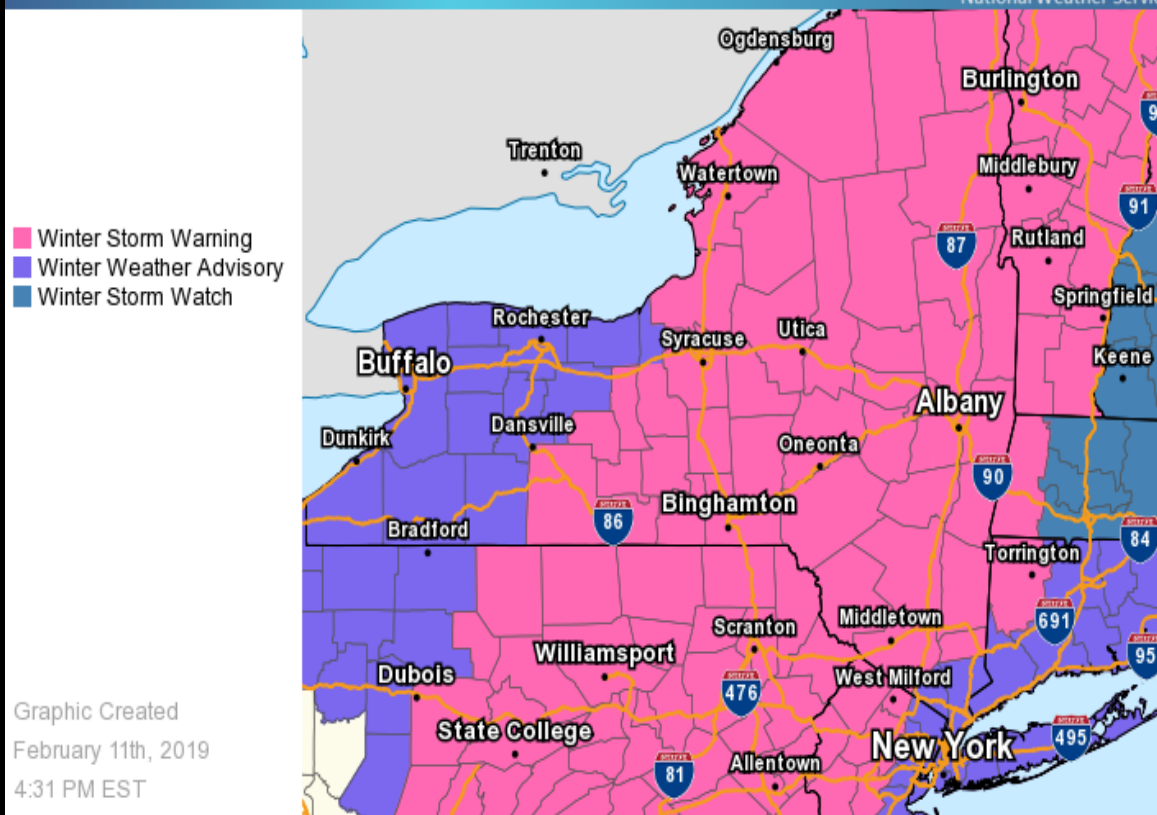 National Weather Servic
Ogdensburg
Burlington
Trenton
Middlebury
Watertown
91
Winter Storm Warning
87
Rutland
Winter Weather Advisory
Winter Storm Watch
Springfield
Rochester
Syracuse
Utica
Buffalo
Keene
Albany
Dunkirk
Dansville
Oneonta
90
Binghamton
86
Bradford
84
Torrington
Middletown
691
Scranton
Williamsport
95
Dubois
West Milford
476
Graphic Created
State College
495
New York
February 11th, 2019
Allentown
81
4:31 PM EST